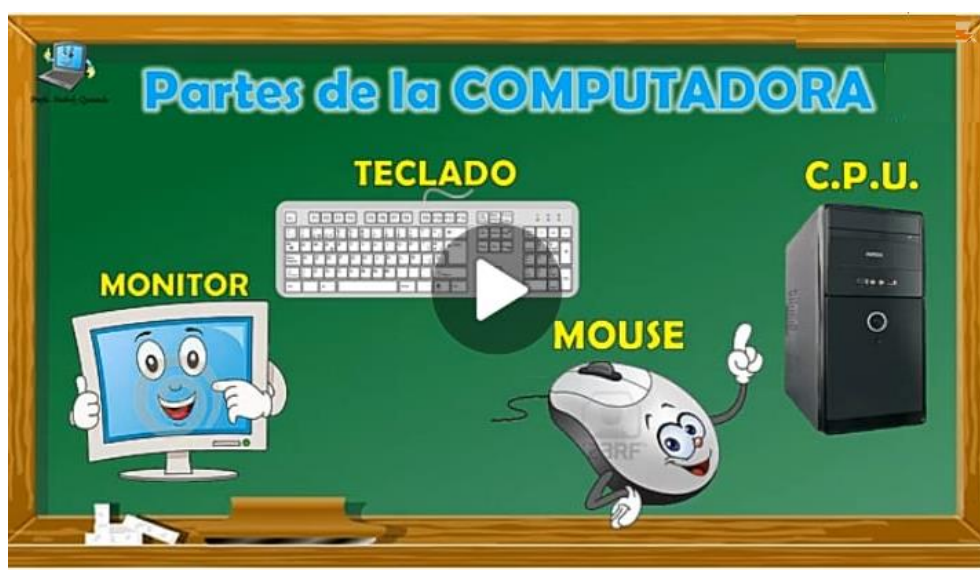 Partes de la COMPUTADORA
TECLADO
C.P.U.
MONITOR
MOUSE